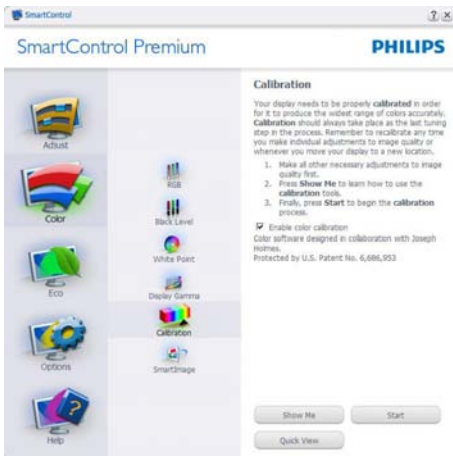 SmartControl
SmartControl Premium
PHILIPS
Adjust
Color
Eco
Options
Help
RGB
Black Level
White Point
Display Gamma
Calibration
SmartImage
Calibration
Your display needs to be properly calibrated in order
for it to produce the widest range of colors accurately.
Calibration should always take place as the last tuning
step in the process. Remember to recalibrate any time
you make individual adjustments to image quality or
whenever you move your display to a new location.
1. Make all other necessary adjustments to image
quality first.
2. Press Show Me to learn how to use the
calibration tools.
3. Finally, press Start to begin the calibration
process.
Enable color calibration
Color software designed in collaboration with Joseph
Holmes.
Protected by U.S. Patent No. 6,686,953
Show Me
Start
Quick View